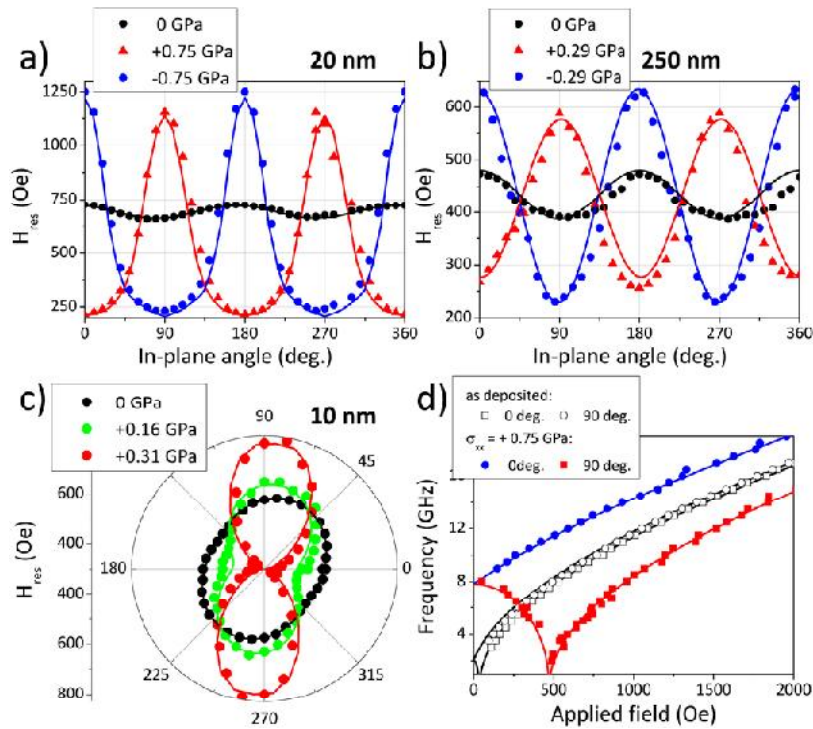 a)
0 GPa
+0.75 GPa
-0.75 GPa
20 nm
1250
1000
750
500
250
H_res (Oe)
0 90 180 270 360
In-plane angle (deg.)
b)
0 GPa
+0.29 GPa
-0.29 GPa
250 nm
600
500
400
300
200
H_res (Oe)
0 90 180 270 360
In-plane angle (deg.)
c)
0 GPa
+0.16 GPa
+0.31 GPa
10 nm
90
45
0
315
270
225
180
600
400
300
400
600
800
H_res (Oe)
d)
as deposited:
0 deg. 90 deg.
σ_xx = + 0.75 GPa:
0deg. 90 deg.
12
8
4
Frequency (GHz)
0 500 1000 1500 2000
Applied field (Oe)